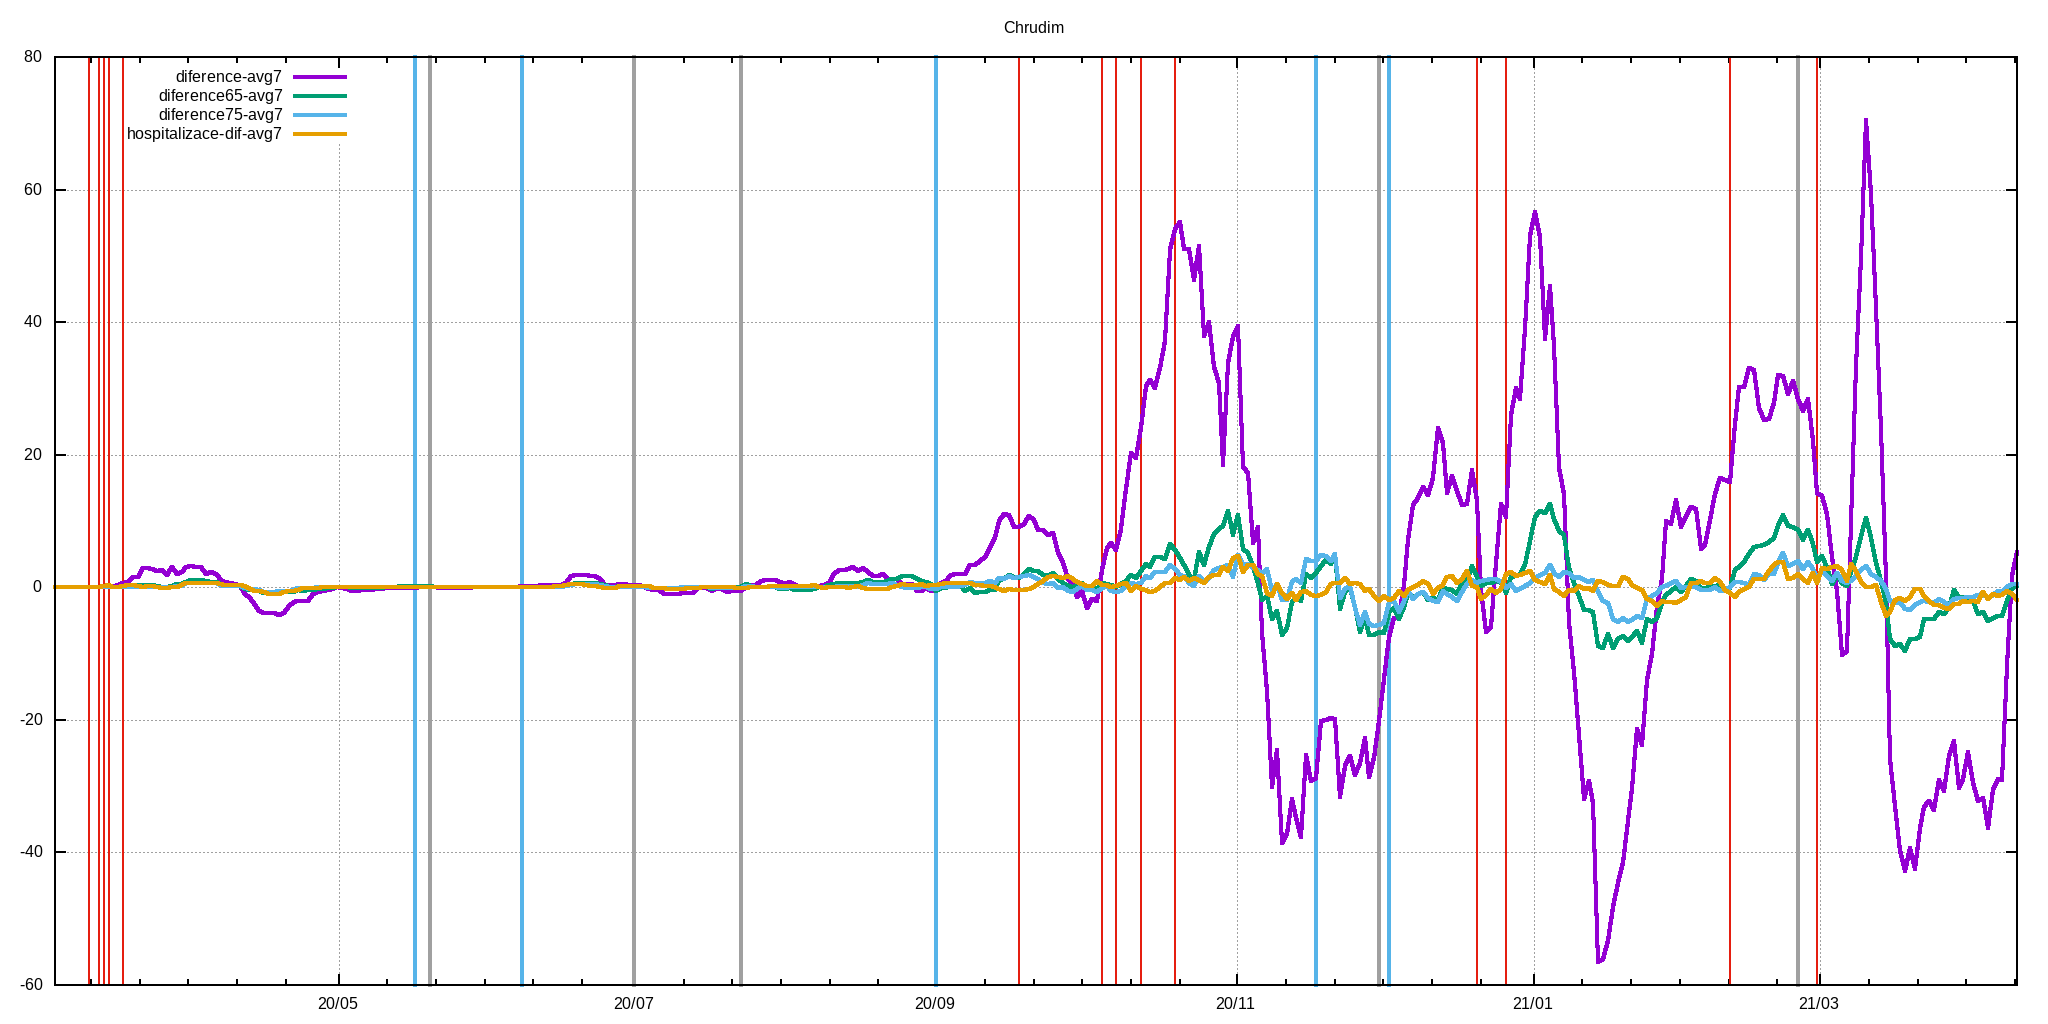 Chrudim
80
60
40
20
0
-20
-40
-60
diference-avg7
diference65-avg7
diference75-avg7
hospitalizace-dif-avg7
20/05
20/07
20/09
20/11
21/01
21/03